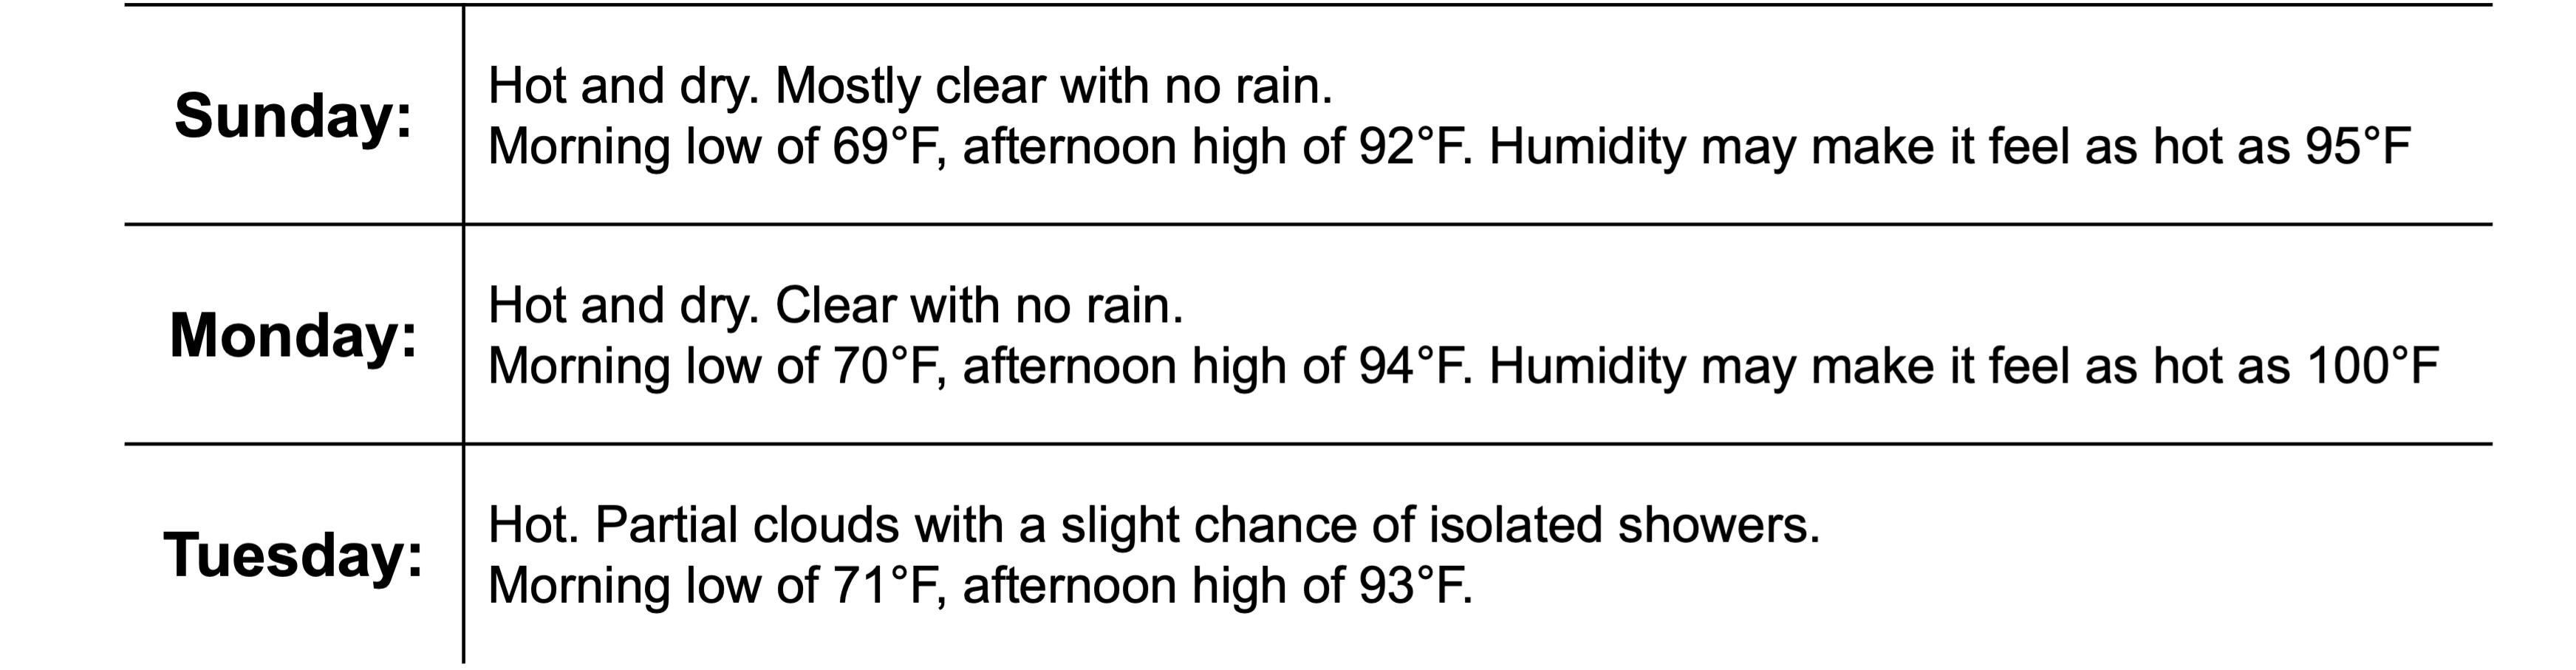 Sunday:
Hot and dry. Mostly clear with no rain.
Morning low of 69°F, afternoon high of 92°F. Humidity may make it feel as hot as 95°F
Monday:
Hot and dry. Clear with no rain.
Morning low of 70°F, afternoon high of 94°F. Humidity may make it feel as hot as 100°F
Tuesday:
Hot. Partial clouds with a slight chance of isolated showers.
Morning low of 71°F, afternoon high of 93°F.